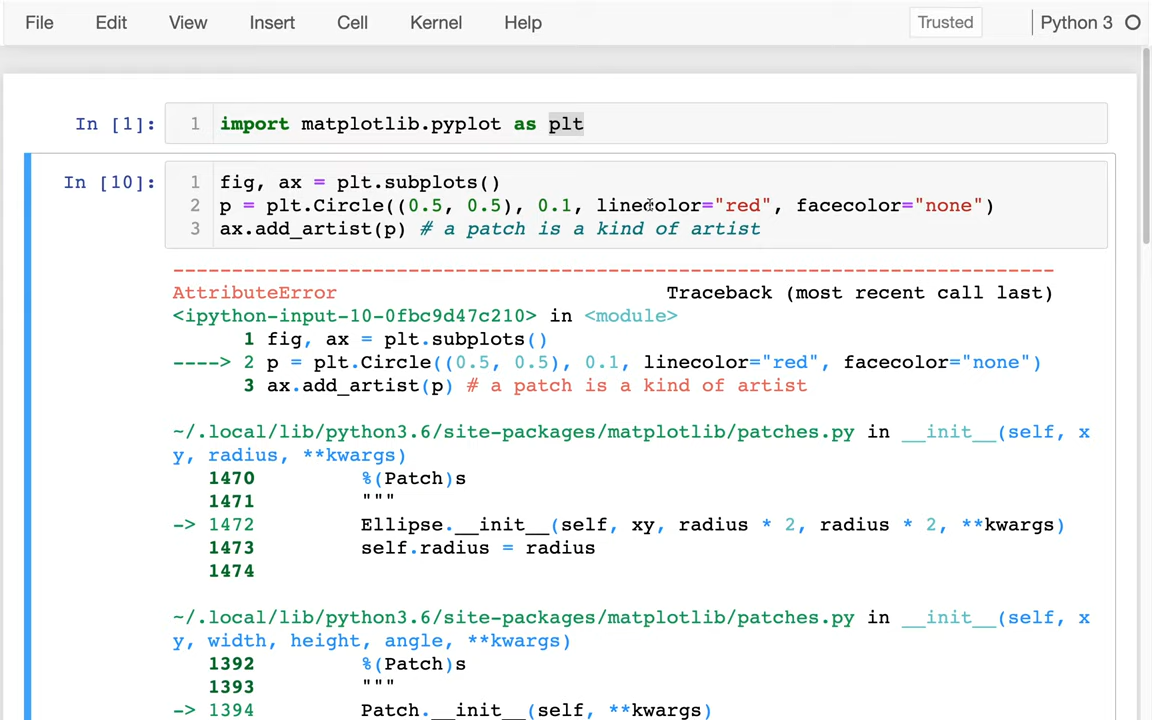 File Edit View Insert Cell Kernel Help Trusted Python 3
In [1]: 1 import matplotlib.pyplot as plt
In [10]: 1 fig, ax = plt.subplots()
2 p = plt.Circle((0.5, 0.5), 0.1, linecolor="red", facecolor="none")
3 ax.add_artist(p) # a patch is a kind of artist
---------------------------------------------------------------------------
AttributeError Traceback (most recent call last)
<ipython-input-10-0fbc9d47c210> in <module>
1 fig, ax = plt.subplots()
----> 2 p = plt.Circle((0.5, 0.5), 0.1, linecolor="red", facecolor="none")
3 ax.add_artist(p) # a patch is a kind of artist
~/.local/lib/python3.6/site-packages/matplotlib/patches.py in __init__(self, x
y, radius, **kwargs)
1470 %(Patch)s
1471 """
-> 1472 Ellipse.__init__(self, xy, radius * 2, radius * 2, **kwargs)
1473 self.radius = radius
1474
~/.local/lib/python3.6/site-packages/matplotlib/patches.py in __init__(self, x
y, width, height, angle, **kwargs)
1392 %(Patch)s
1393 """
-> 1394 Patch.__init__(self, **kwargs)